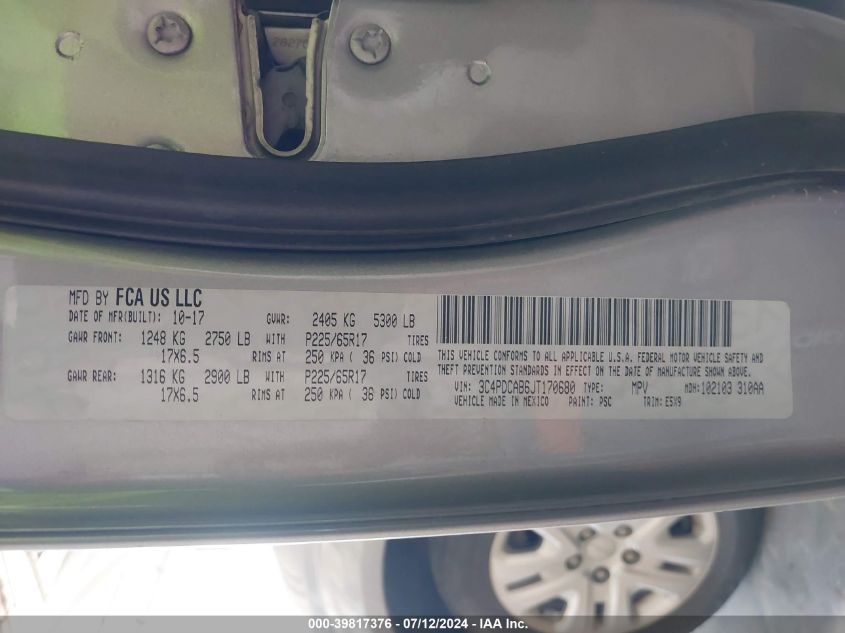 MFD BY FCA US LLC
DATE OF MFR(BUILT): 10-17 GVWR: 2405 KG 5300 LB
GAWR FRONT: 1248 KG 2750 LB WITH P225/65R17 TIRES
17X6.5 RIMS AT 250 KPA ( 36 PSI) COLD
GAWR REAR: 1316 KG 2900 LB WITH P225/65R17 TIRES
17X6.5 RIMS AT 250 KPA ( 36 PSI) COLD
THIS VEHICLE CONFORMS TO ALL APPLICABLE U.S.A. FEDERAL MOTOR VEHICLE SAFETY AND
THEFT PREVENTION STANDARDS IN EFFECT ON THE DATE OF MANUFACTURE SHOWN ABOVE.
VIN: 3C4PDCAB6JT170680 TYPE: MPV MDH: 102103 310AA
VEHICLE MADE IN MEXICO PAINT: PSC TRIM: E5X9
000-39817376 - 07/12/2024 - IAA Inc.